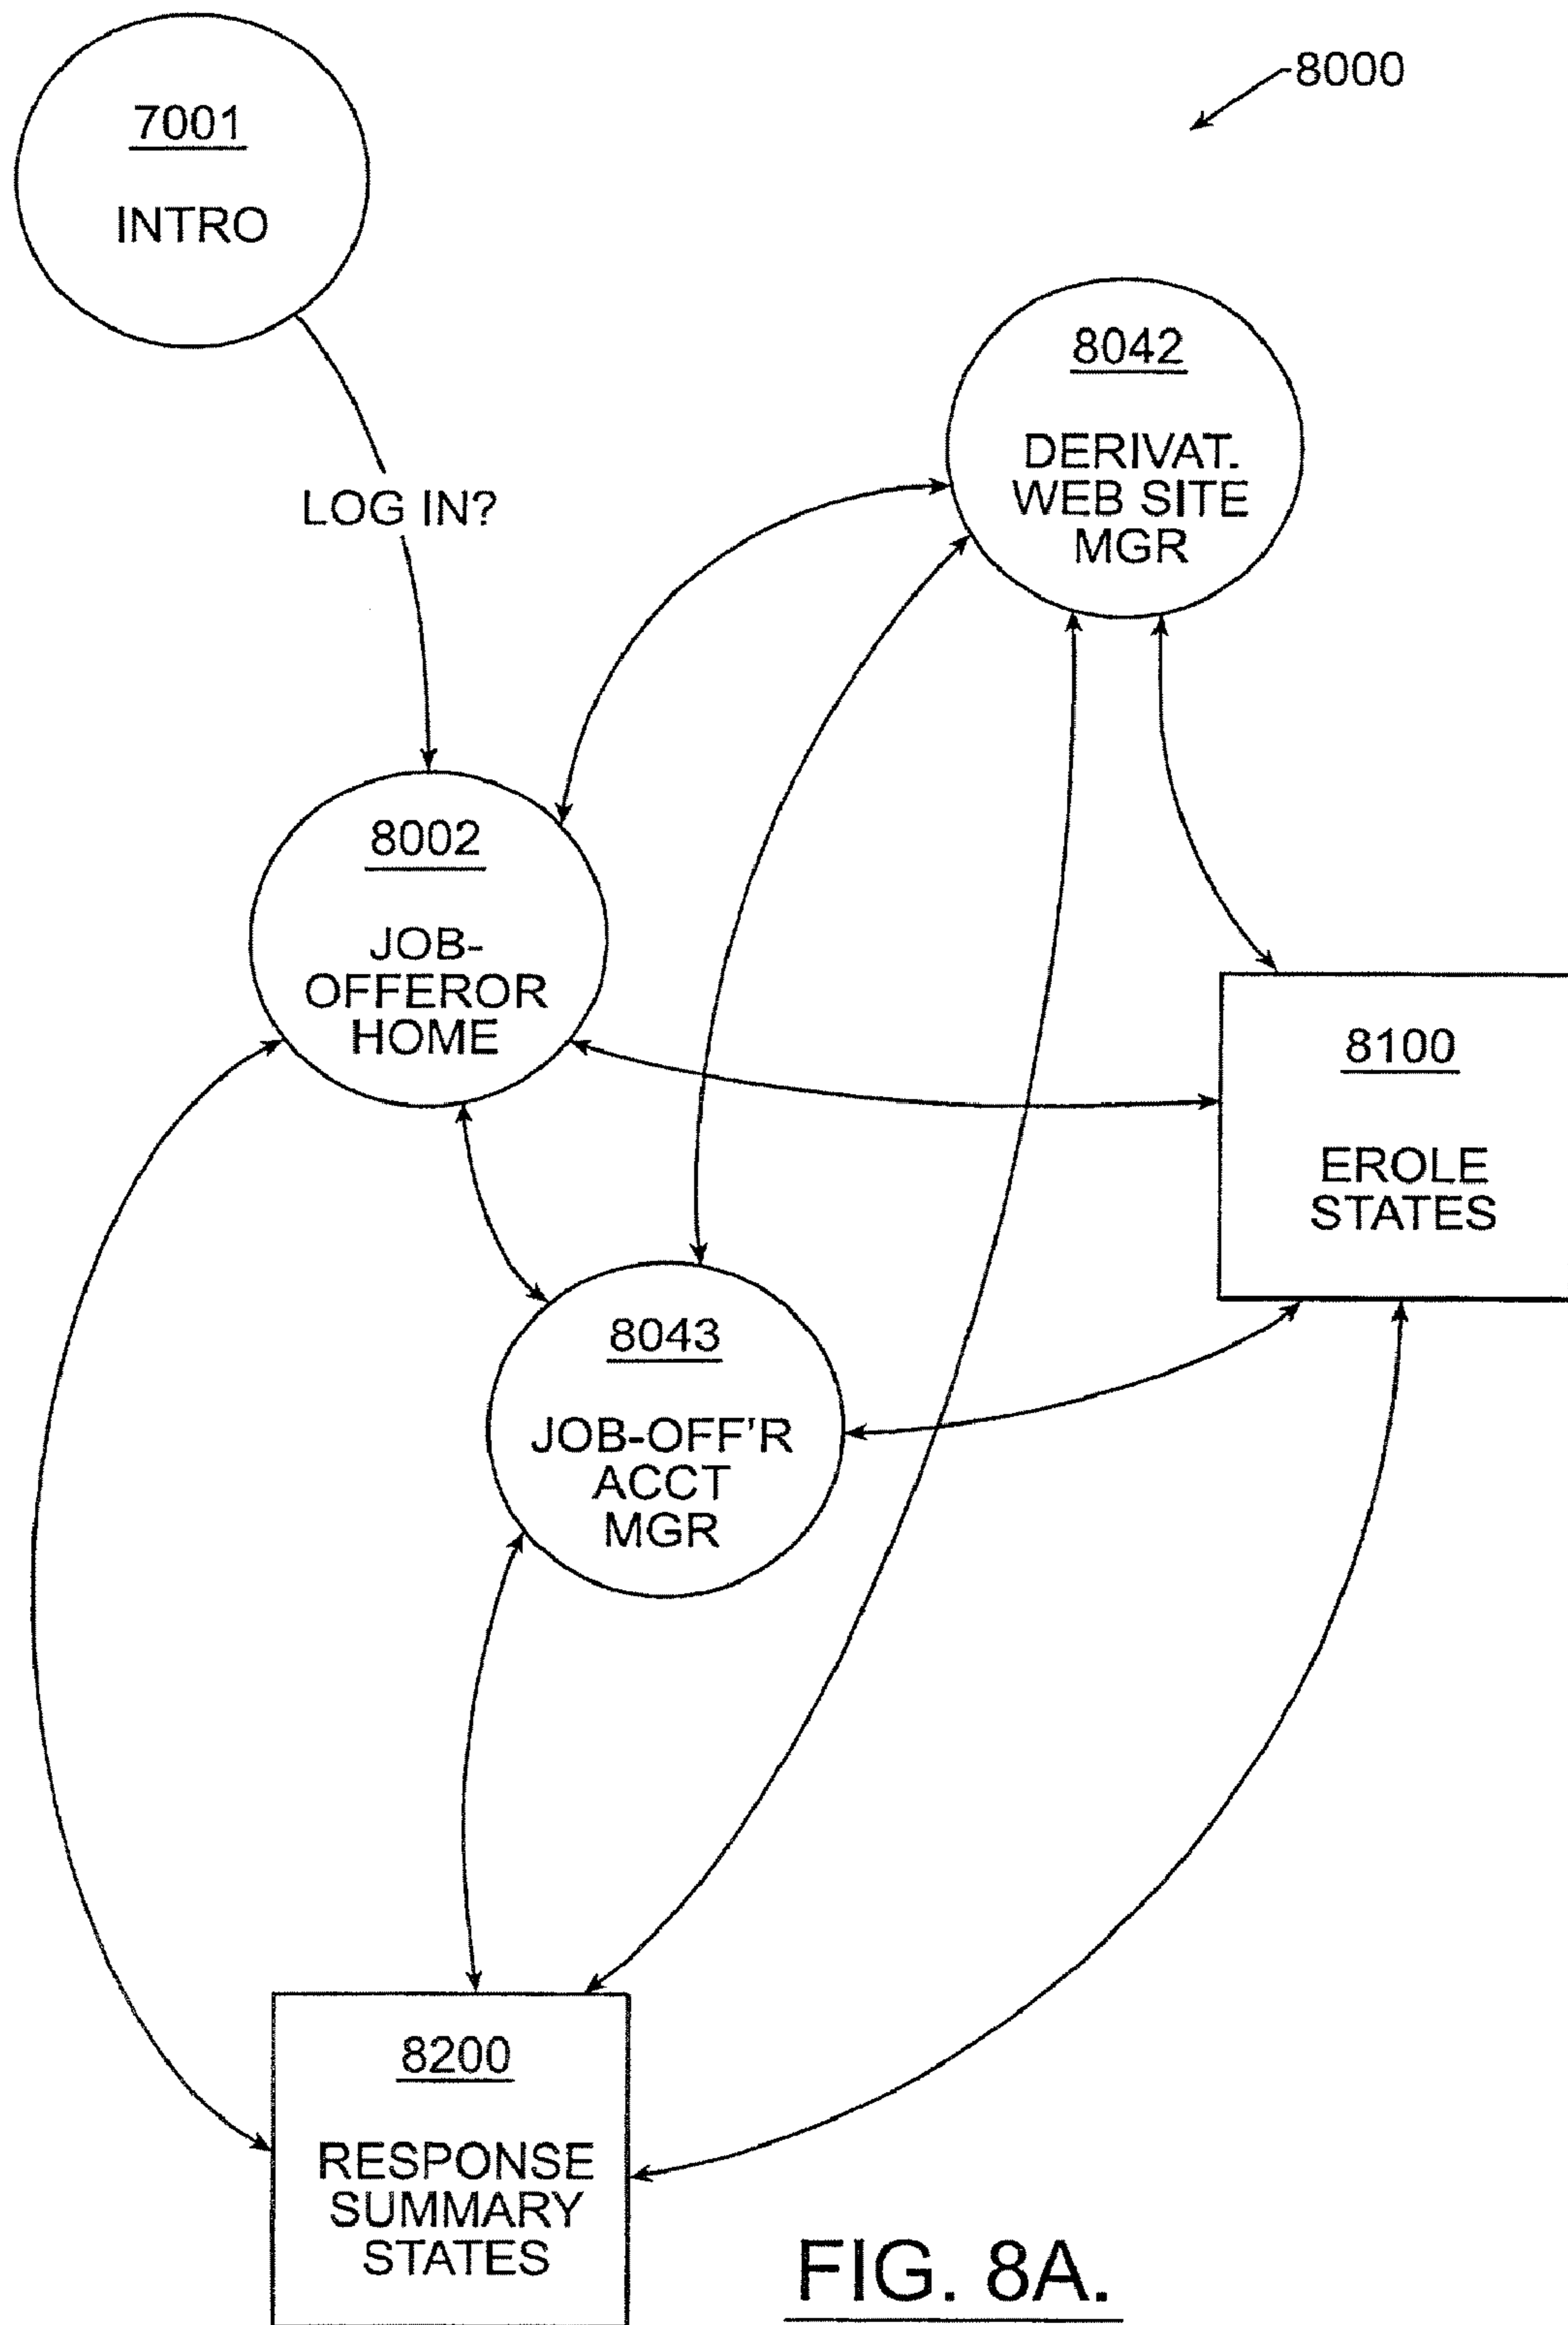 8000
7001
INTRO
LOG IN?
8042
DERIVAT.
WEB SITE
MGR
8002
JOB-
OFFEROR
HOME
8100
EROLE
STATES
8043
JOB-OFF'R
ACCT
MGR
8200
RESPONSE
SUMMARY
STATES
FIG. 8A.